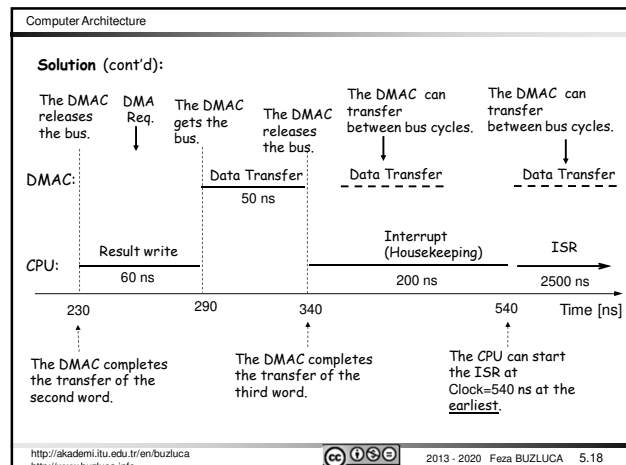 Computer Architecture
Solution (cont'd):
The DMAC
releases
the bus.
DMA
Req.
The DMAC
gets the
bus.
The DMAC
releases
the bus.
The DMAC can
transfer
between bus cycles.
The DMAC can
transfer
between bus cycles.
DMAC:
Data Transfer
50 ns
Data Transfer
Data Transfer
CPU:
Result write
60 ns
Interrupt
(Housekeeping)
200 ns
ISR
2500 ns
230
290
340
540
Time [ns]
The DMAC completes
the transfer of the
second word.
The DMAC completes
the transfer of the
third word.
The CPU can start
the ISR at
Clock=540 ns at the
earliest.
http://akademi.itu.edu.tr/en/buzluca
http://www.buzluca.info
cc
2013 - 2020 Feza BUZLUCA 5.18